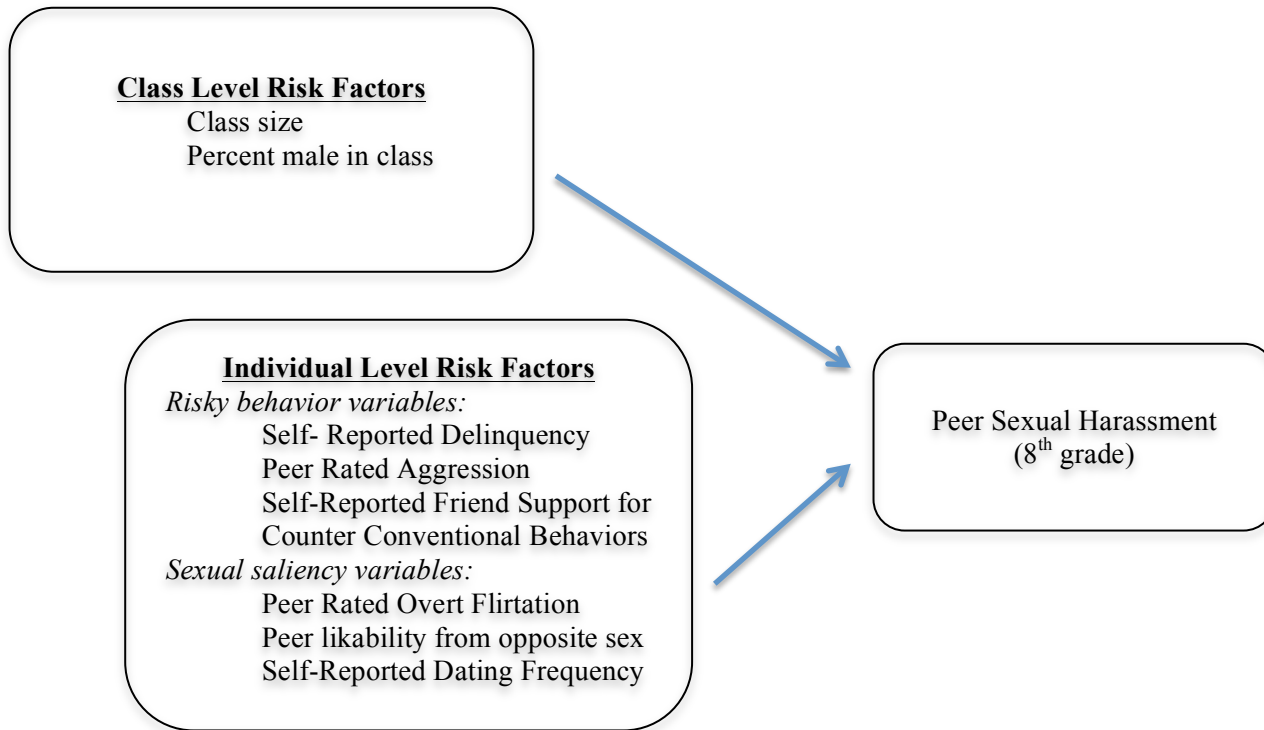 Class Level Risk Factors
Class size
Percent male in class
Individual Level Risk Factors
Risky behavior variables:
Self- Reported Delinquency
Peer Rated Aggression
Self-Reported Friend Support for
Counter Conventional Behaviors
Sexual saliency variables:
Peer Rated Overt Flirtation
Peer likability from opposite sex
Self-Reported Dating Frequency
Peer Sexual Harassment
(8th grade)